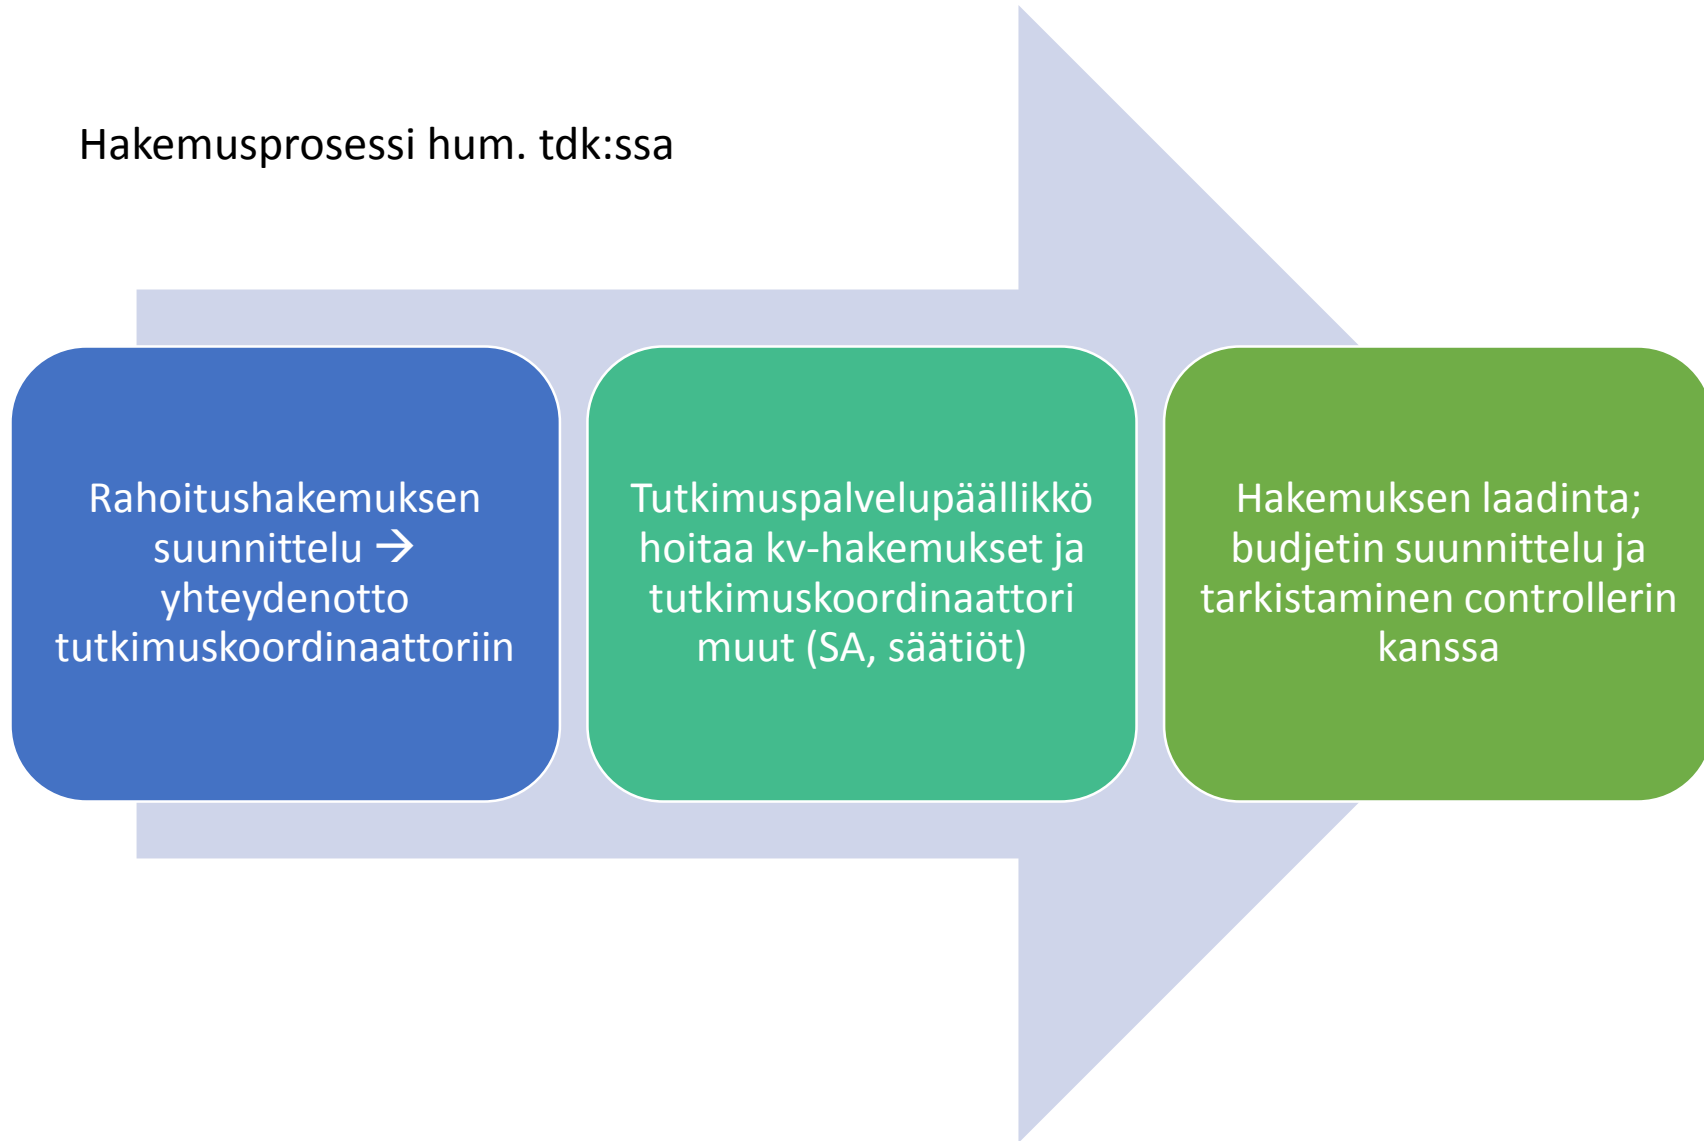 Hakemusprosessi hum. tdk:ssa
Rahoitushakemuksen
suunnittelu →
yhteydenotto
tutkimuskoordinaattoriin
Tutkimuspalvelupäällikkö
hoitaa kv-hakemukset ja
tutkimuskoordinaattori
muut (SA, säätiöt)
Hakemuksen laadinta;
budjetin suunnittelu ja
tarkistaminen controllerin
kanssa